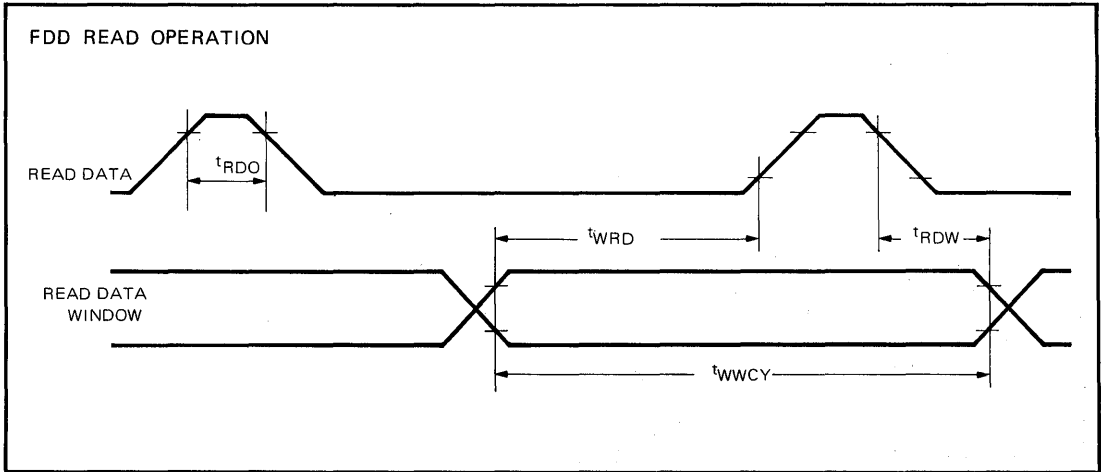 FDD READ OPERATION
READ DATA
tRDO
tWRD
tRDW
READ DATA
WINDOW
tWWCY